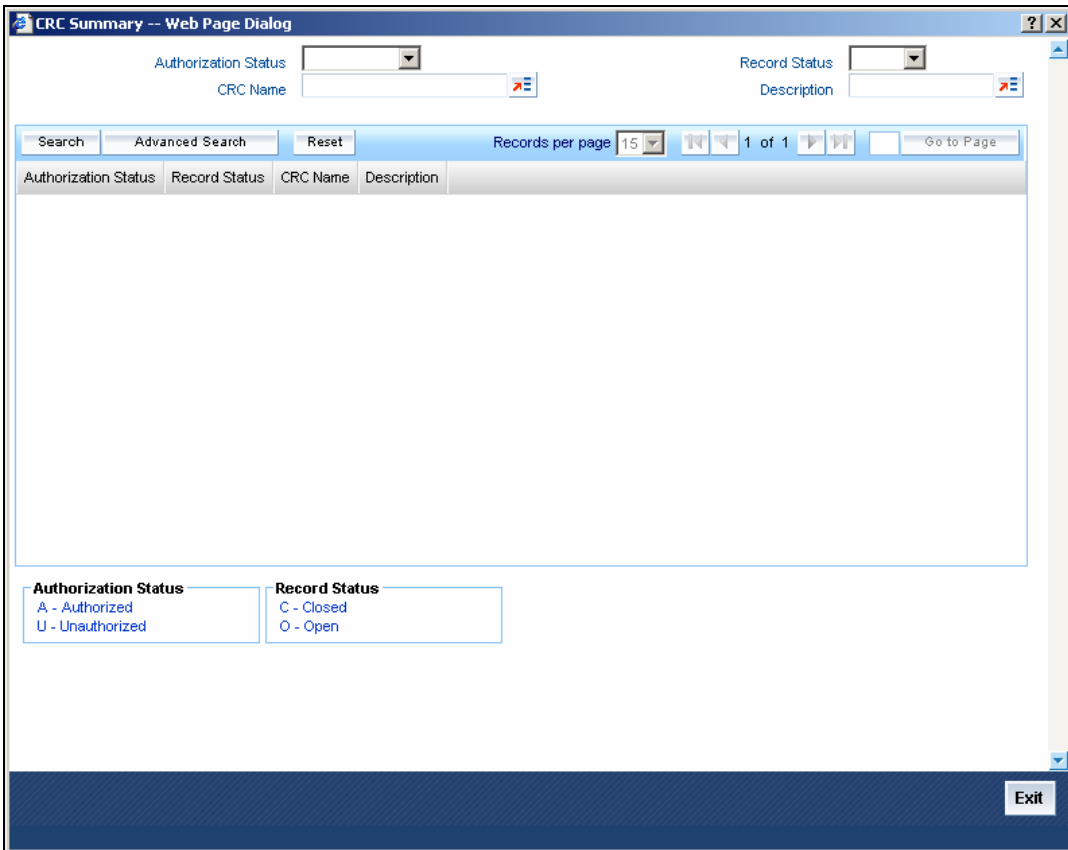 CRC Summary -- Web Page Dialog
Authorization Status
Record Status
CRC Name
Description
Search Advanced Search Reset Records per page 15 1 of 1 Go to Page
Authorization Status Record Status CRC Name Description
Authorization Status
A - Authorized
U - Unauthorized
Record Status
C - Closed
O - Open
Exit